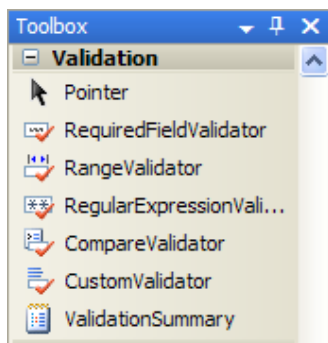 Toolbox
Validation
Pointer
RequiredFieldValidator
RangeValidator
RegularExpressionVali...
CompareValidator
CustomValidator
ValidationSummary